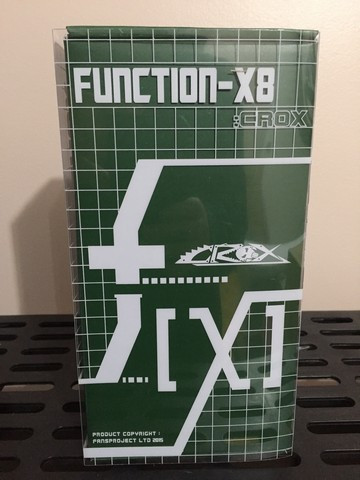 FUNCTION-X8
:CROX
CROX
[X]
PRODUCT COPYRIGHT :
FANSPROJECT LTD 2015